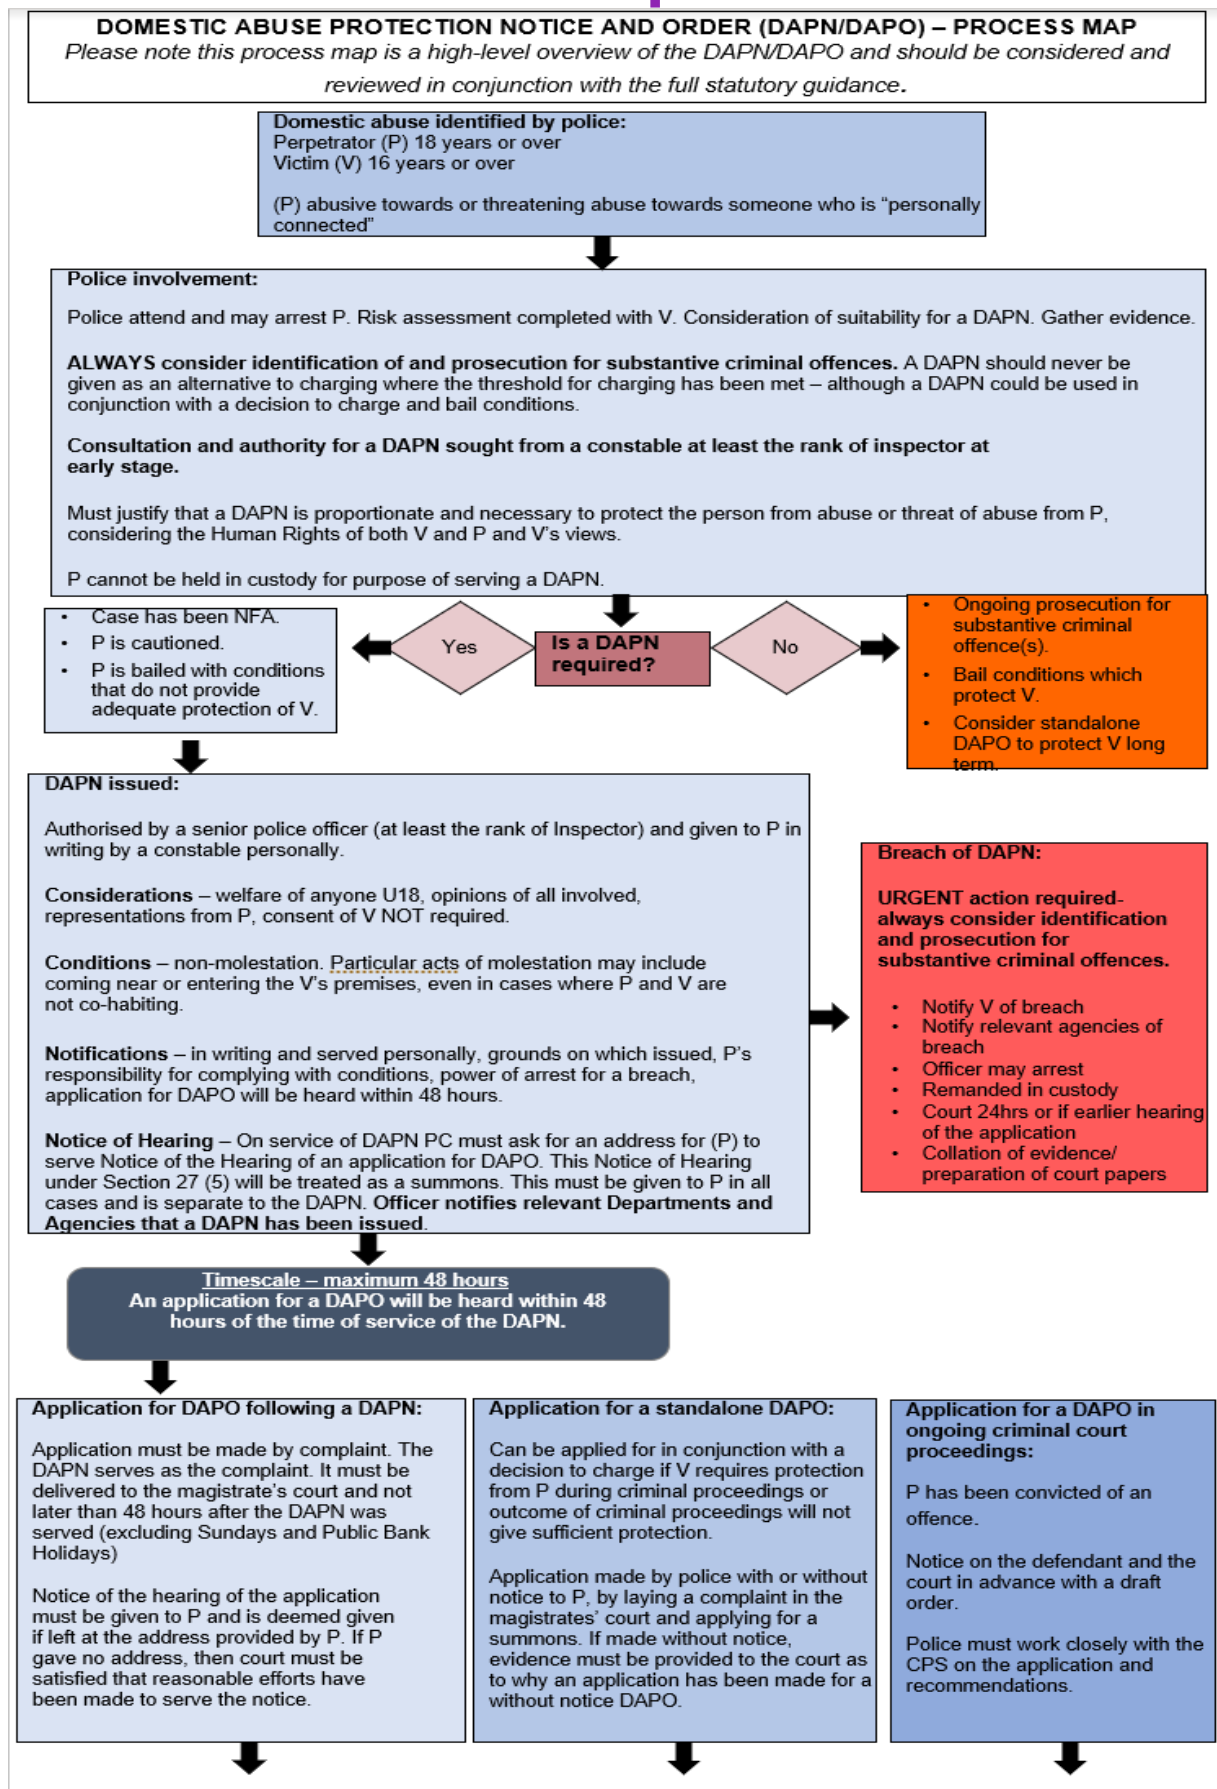 DOMESTIC ABUSE PROTECTION NOTICE AND ORDER (DAPN/DAPO) – PROCESS MAP
Please note this process map is a high-level overview of the DAPN/DAPO and should be considered and
reviewed in conjunction with the full statutory guidance.
Domestic abuse identified by police:
Perpetrator (P) 18 years or over
Victim (V) 16 years or over
(P) abusive towards or threatening abuse towards someone who is “personally
connected”
Police involvement:
Police attend and may arrest P. Risk assessment completed with V. Consideration of suitability for a DAPN. Gather evidence.
ALWAYS consider identification of and prosecution for substantive criminal offences. A DAPN should never be
given as an alternative to charging where the threshold for charging has been met – although a DAPN could be used in
conjunction with a decision to charge and bail conditions.
Consultation and authority for a DAPN sought from a constable at least the rank of inspector at
early stage.
Must justify that a DAPN is proportionate and necessary to protect the person from abuse or threat of abuse from P,
considering the Human Rights of both V and P and V’s views.
P cannot be held in custody for purpose of serving a DAPN.
• Case has been NFA.
• P is cautioned.
• P is bailed with conditions
that do not provide
adequate protection of V.
Yes
Is a DAPN
required?
No
• Ongoing prosecution for
substantive criminal
offence(s).
• Bail conditions which
protect V.
• Consider standalone
DAPO to protect V long
term.
DAPN issued:
Authorised by a senior police officer (at least the rank of Inspector) and given to P in
writing by a constable personally.
Considerations – welfare of anyone U18, opinions of all involved,
representations from P, consent of V NOT required.
Conditions – non-molestation. Particular acts of molestation may include
coming near or entering the V’s premises, even in cases where P and V are
not co-habiting.
Notifications – in writing and served personally, grounds on which issued, P’s
responsibility for complying with conditions, power of arrest for a breach,
application for DAPO will be heard within 48 hours.
Notice of Hearing – On service of DAPN PC must ask for an address for (P) to
serve Notice of the Hearing of an application for DAPO. This Notice of Hearing
under Section 27 (5) will be treated as a summons. This must be given to P in all
cases and is separate to the DAPN. Officer notifies relevant Departments and
Agencies that a DAPN has been issued.
Breach of DAPN:
URGENT action required-
always consider identification
and prosecution for
substantive criminal offences.
• Notify V of breach
• Notify relevant agencies of
breach
• Officer may arrest
• Remanded in custody
• Court 24hrs or if earlier hearing
of the application
• Collation of evidence/
preparation of court papers
Timescale – maximum 48 hours
An application for a DAPO will be heard within 48
hours of the time of service of the DAPN.
Application for DAPO following a DAPN:
Application must be made by complaint. The
DAPN serves as the complaint. It must be
delivered to the magistrate’s court and not
later than 48 hours after the DAPN was
served (excluding Sundays and Public Bank
Holidays)
Notice of the hearing of the application
must be given to P and is deemed given
if left at the address provided by P. If P
gave no address, then court must be
satisfied that reasonable efforts have
been made to serve the notice.
Application for a standalone DAPO:
Can be applied for in conjunction with a
decision to charge if V requires protection
from P during criminal proceedings or
outcome of criminal proceedings will not
give sufficient protection.
Application made by police with or without
notice to P, by laying a complaint in the
magistrates’ court and applying for a
summons. If made without notice,
evidence must be provided to the court as
to why an application has been made for a
without notice DAPO.
Application for a DAPO in
ongoing criminal court
proceedings:
P has been convicted of an
offence.
Notice on the defendant and the
court in advance with a draft
order.
Police must work closely with the
CPS on the application and
recommendations.